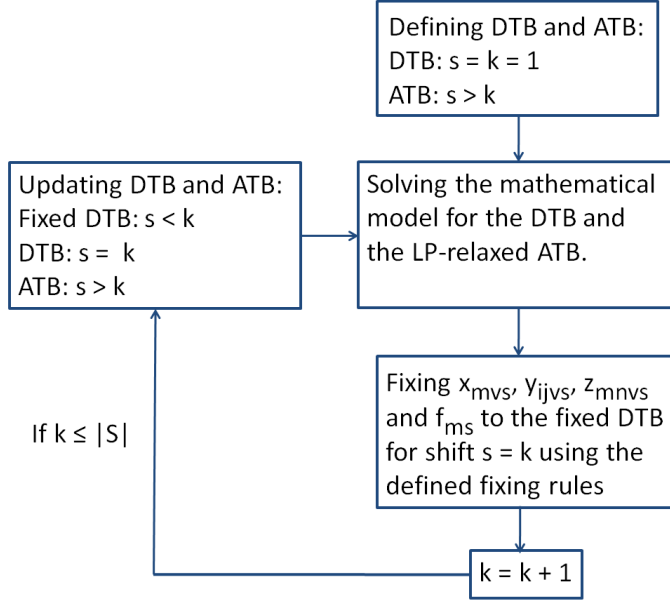 Defining DTB and ATB:
DTB: s = k = 1
ATB: s > k
Updating DTB and ATB:
Fixed DTB: s < k
DTB: s = k
ATB: s > k
Solving the mathematical
model for the DTB and
the LP-relaxed ATB.
Fixing xₘᵥₛ, yᵢⱼᵥₛ, zₘₙᵥₛ
and fₘₛ to the fixed DTB
for shift s = k using the
defined fixing rules
If k ≤ |S|
k = k + 1